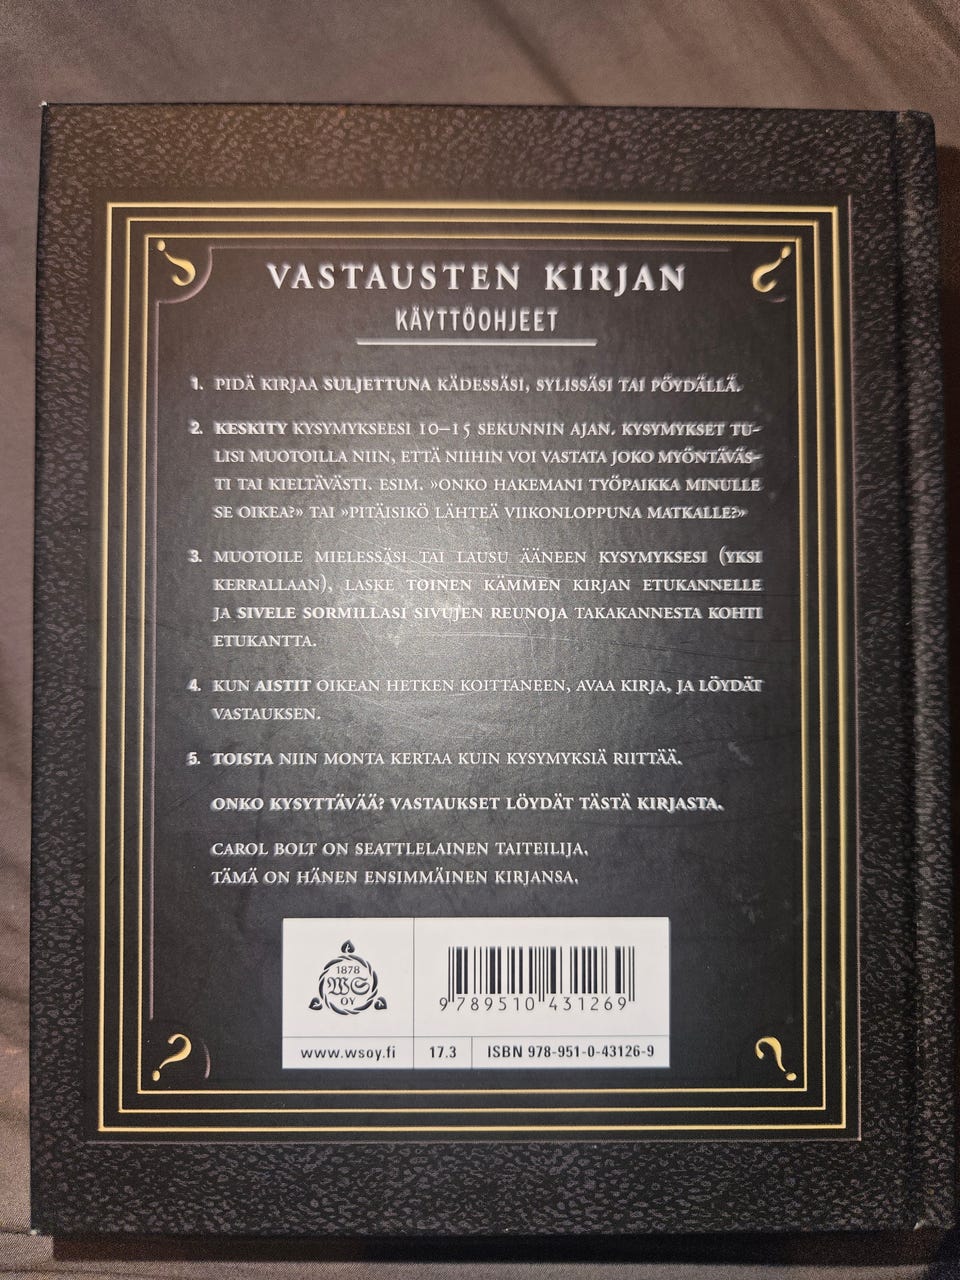 VASTAUSTEN KIRJAN
KÄYTTÖOHJEET
1. PIDÄ KIRJAA SULJETTUNA KÄDESSÄSI, SYLISSÄSI TAI PÖYDÄLLÄ.
2. KESKITY KYSYMYKSEESI 10–15 SEKUNNIN AJAN. KYSYMYKSET TU-
LISI MUOTOILLA NIIN, ETTÄ NIIHIN VOI VASTATA JOKO MYÖNTÄVÄS-
TI TAI KIELTÄVÄSTI. ESIM. »ONKO HAKEMANI TYÖPAIKKA MINULLE
SE OIKEA?» TAI »PITÄISIKÖ LÄHTEÄ VIIKONLOPPUNA MATKALLE?»
3. MUOTOILE MIELESSÄSI TAI LAUSU ÄÄNEEN KYSYMYKSESI (YKSI
KERRALLAAN), LASKE TOINEN KÄMMEN KIRJAN ETUKANNELLE
JA SIVELE SORMILLASI SIVUJEN REUNOJA TAKAKANNESTA KOHTI
ETUKANTTA.
4. KUN AISTIT OIKEAN HETKEN KOITTANEEN, AVAA KIRJA, JA LÖYDÄT
VASTAUKSEN.
5. TOISTA NIIN MONTA KERTAA KUIN KYSYMYKSIÄ RIITTÄÄ.
ONKO KYSYTTÄVÄÄ? VASTAUKSET LÖYDÄT TÄSTÄ KIRJASTA.
CAROL BOLT ON SEATTLELAINEN TAITEILIJA.
TÄMÄ ON HÄNEN ENSIMMÄINEN KIRJANSA.
1878
WS
OY
9 789510 431269
www.wsoy.fi 17.3 ISBN 978-951-0-43126-9